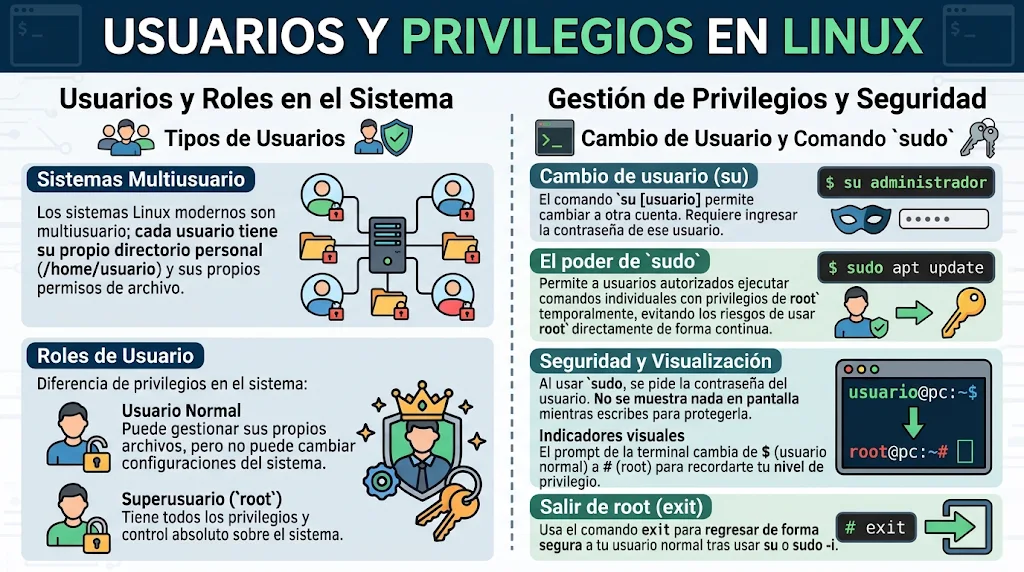 $_
USUARIOS Y PRIVILEGIOS EN LINUX
$_
Usuarios y Roles en el Sistema
Tipos de Usuarios
Sistemas Multiusuario
Los sistemas Linux modernos son
multiusuario; cada usuario tiene
su propio directorio personal
(/home/usuario) y sus propios
permisos de archivo.
Roles de Usuario
Diferencia de privilegios en el sistema:
Usuario Normal
Puede gestionar sus propios
archivos, pero no puede cambiar
configuraciones del sistema.
Superusuario (`root`)
Tiene todos los privilegios y
control absoluto sobre el sistema.
Gestión de Privilegios y Seguridad
>_
Cambio de Usuario y Comando `sudo`
Cambio de usuario (su)
El comando `su [usuario] permite
cambiar a otra cuenta. Requiere ingresar
la contraseña de ese usuario.
$ su administrador
El poder de `sudo`
Permite a usuarios autorizados ejecutar
comandos individuales con privilegios de root`
temporalmente, evitando los riesgos de usar
root` directamente de forma continua.
$ sudo apt update
Seguridad y Visualización
Al usar `sudo, se pide la contraseña del
usuario. No se muestra nada en pantalla
mientras escribes para protegerla.
Indicadores visuales
El prompt de la terminal cambia de $ (usuario
normal) a # (root) para recordarte tu nivel de
privilegio.
usuario@pc:~$
root@pc:~#
Salir de root (exit)
Usa el comando exit para regresar de forma
segura a tu usuario normal tras usar su o sudo -i.
# exit